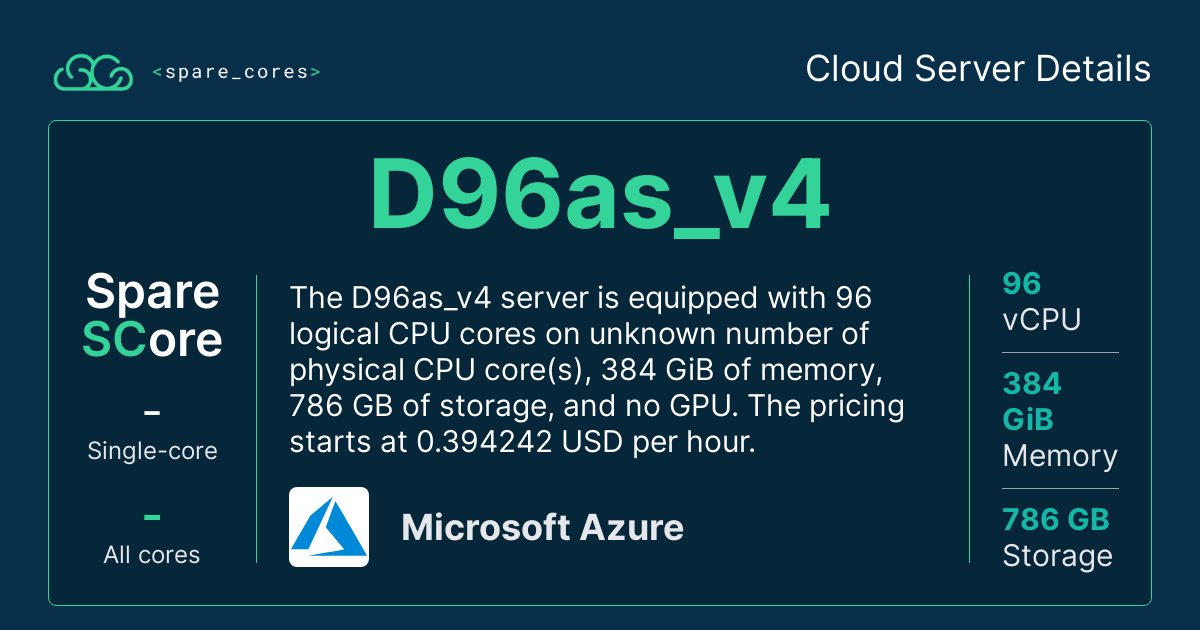 <spare_cores>
Cloud Server Details
D96as_v4
Spare
SCore
–
Single-core
–
All cores
The D96as_v4 server is equipped with 96
logical CPU cores on unknown number of
physical CPU core(s), 384 GiB of memory,
786 GB of storage, and no GPU. The pricing
starts at 0.394242 USD per hour.
Microsoft Azure
96
vCPU
384
GiB
Memory
786 GB
Storage